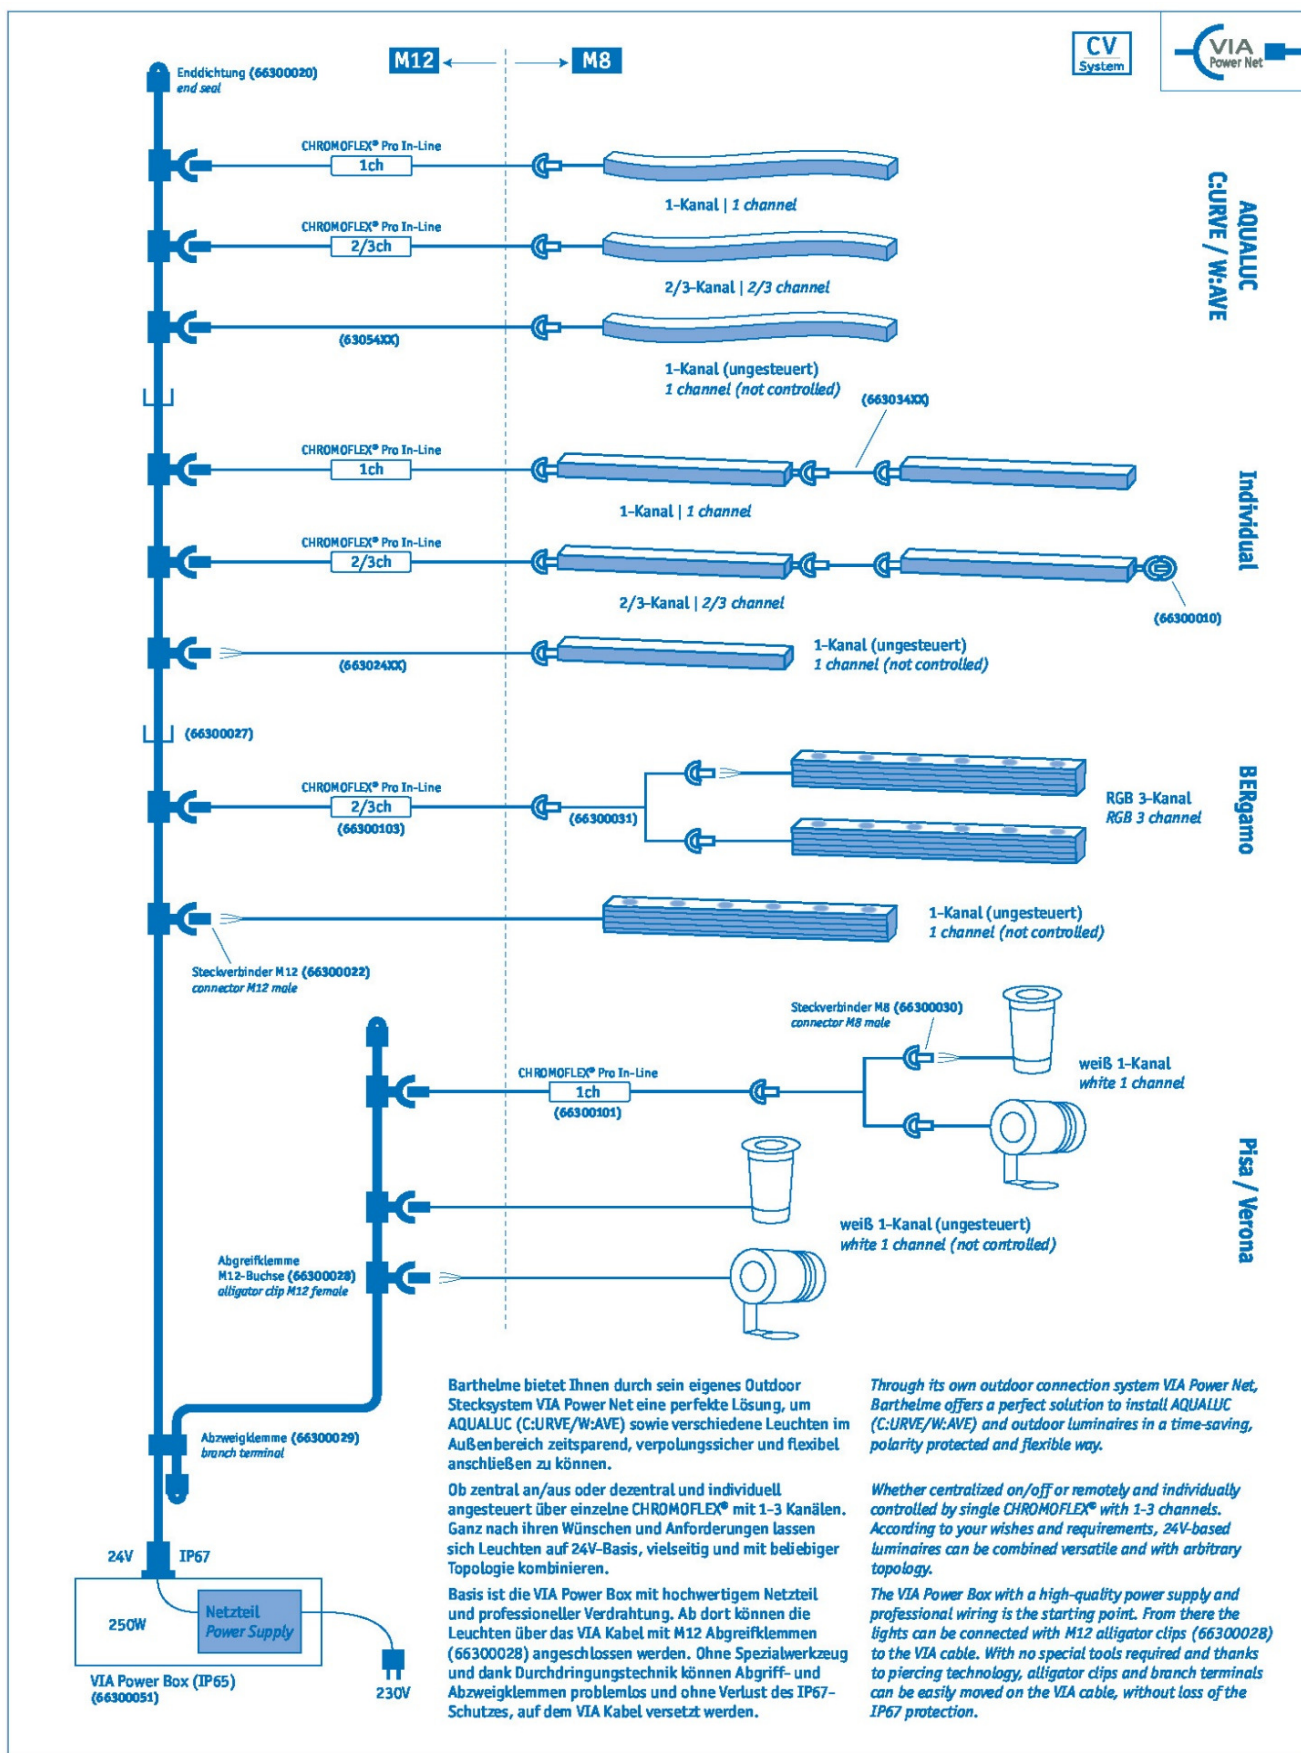 M12
M8
CV
System
VIA
Power Net
Enddichtung (66300020)
end seal
CHROMOFLEX® Pro In-Line
1ch
1-Kanal | 1 channel
CHROMOFLEX® Pro In-Line
2/3ch
2/3-Kanal | 2/3 channel
(63054XX)
1-Kanal (ungesteuert)
1 channel (not controlled)
AQUALUC
C:URVE / W:AVE
(663034XX)
CHROMOFLEX® Pro In-Line
1ch
1-Kanal | 1 channel
CHROMOFLEX® Pro In-Line
2/3ch
2/3-Kanal | 2/3 channel
(66300010)
(663024XX)
1-Kanal (ungesteuert)
1 channel (not controlled)
Individual
(66300027)
CHROMOFLEX® Pro In-Line
2/3ch
(66300103)
(66300031)
RGB 3-Kanal
RGB 3 channel
BERgamo
1-Kanal (ungesteuert)
1 channel (not controlled)
Steckverbinder M12 (66300022)
connector M12 male
Steckverbinder M8 (66300030)
connector M8 male
CHROMOFLEX® Pro In-Line
1ch
(66300101)
weiß 1-Kanal
white 1 channel
weiß 1-Kanal (ungesteuert)
white 1 channel (not controlled)
Pisa / Verona
Abgreifklemme
M12-Buchse (66300028)
alligator clip M12 female
Abzweigklemme (66300029)
branch terminal
24V
IP67
250W
Netzteil
Power Supply
VIA Power Box (IP65)
(66300051)
230V
Barthelme bietet Ihnen durch sein eigenes Outdoor
Stecksystem VIA Power Net eine perfekte Lösung, um
AQUALUC (C:URVE/W:AVE) sowie verschiedene Leuchten im
Außenbereich zeitsparend, verpolungssicher und flexibel
anschließen zu können.
Ob zentral an/aus oder dezentral und individuell
angesteuert über einzelne CHROMOFLEX® mit 1-3 Kanälen.
Ganz nach ihren Wünschen und Anforderungen lassen
sich Leuchten auf 24V-Basis, vielseitig und mit beliebiger
Topologie kombinieren.
Basis ist die VIA Power Box mit hochwertigem Netzteil
und professioneller Verdrahtung. Ab dort können die
Leuchten über das VIA Kabel mit M12 Abgreifklemmen
(66300028) angeschlossen werden. Ohne Spezialwerkzeug
und dank Durchdringungstechnik können Abgriff- und
Abzweigklemmen problemlos und ohne Verlust des IP67-
Schutzes, auf dem VIA Kabel versetzt werden.
Through its own outdoor connection system VIA Power Net,
Barthelme offers a perfect solution to install AQUALUC
(C:URVE/W:AVE) and outdoor luminaires in a time-saving,
polarity protected and flexible way.
Whether centralized on/off or remotely and individually
controlled by single CHROMOFLEX® with 1-3 channels.
According to your wishes and requirements, 24V-based
luminaires can be combined versatile and with arbitrary
topology.
The VIA Power Box with a high-quality power supply and
professional wiring is the starting point. From there the
lights can be connected with M12 alligator clips (66300028)
to the VIA cable. With no special tools required and thanks
to piercing technology, alligator clips and branch terminals
can be easily moved on the VIA cable, without loss of the
IP67 protection.